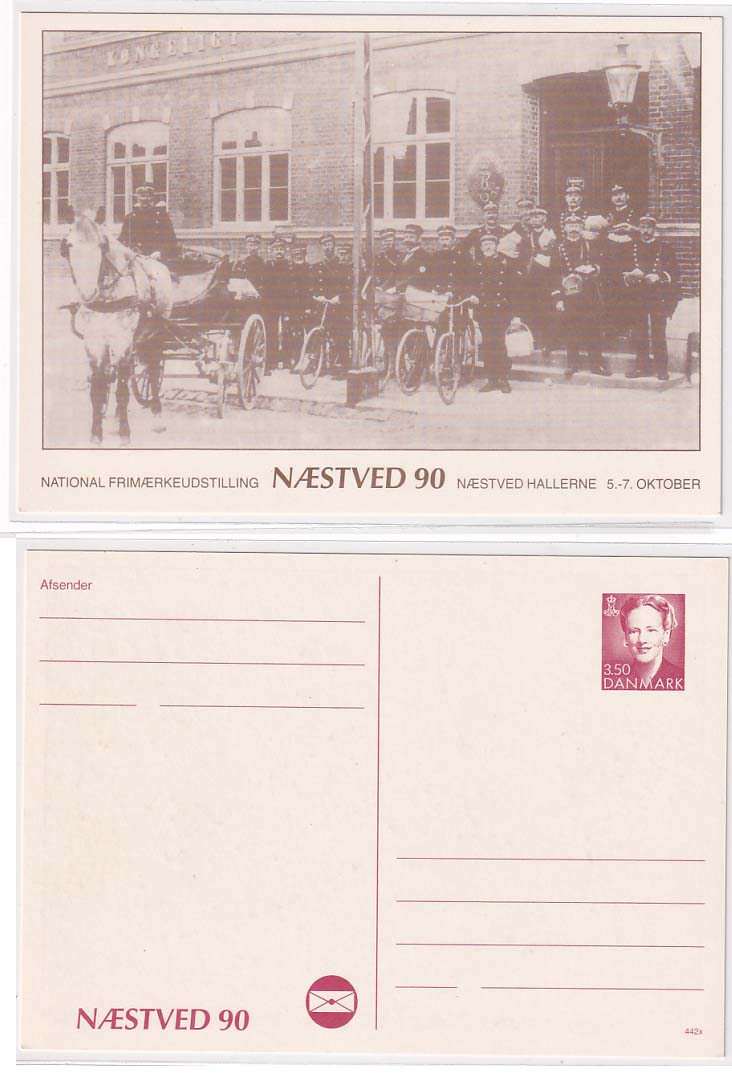 KONGELIGT
NATIONAL FRIMÆRKEUDSTILLING NÆSTVED 90 NÆSTVED HALLERNE 5.-7. OKTOBER
Afsender
3.50
DANMARK
NÆSTVED 90
442x